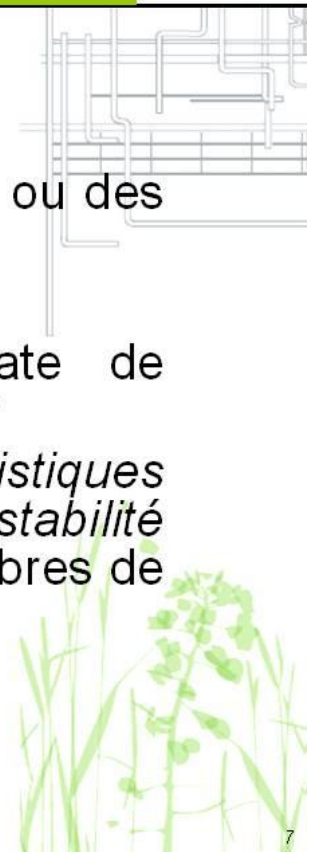 ou des
ate de
istiques
stabilité
bres de
7